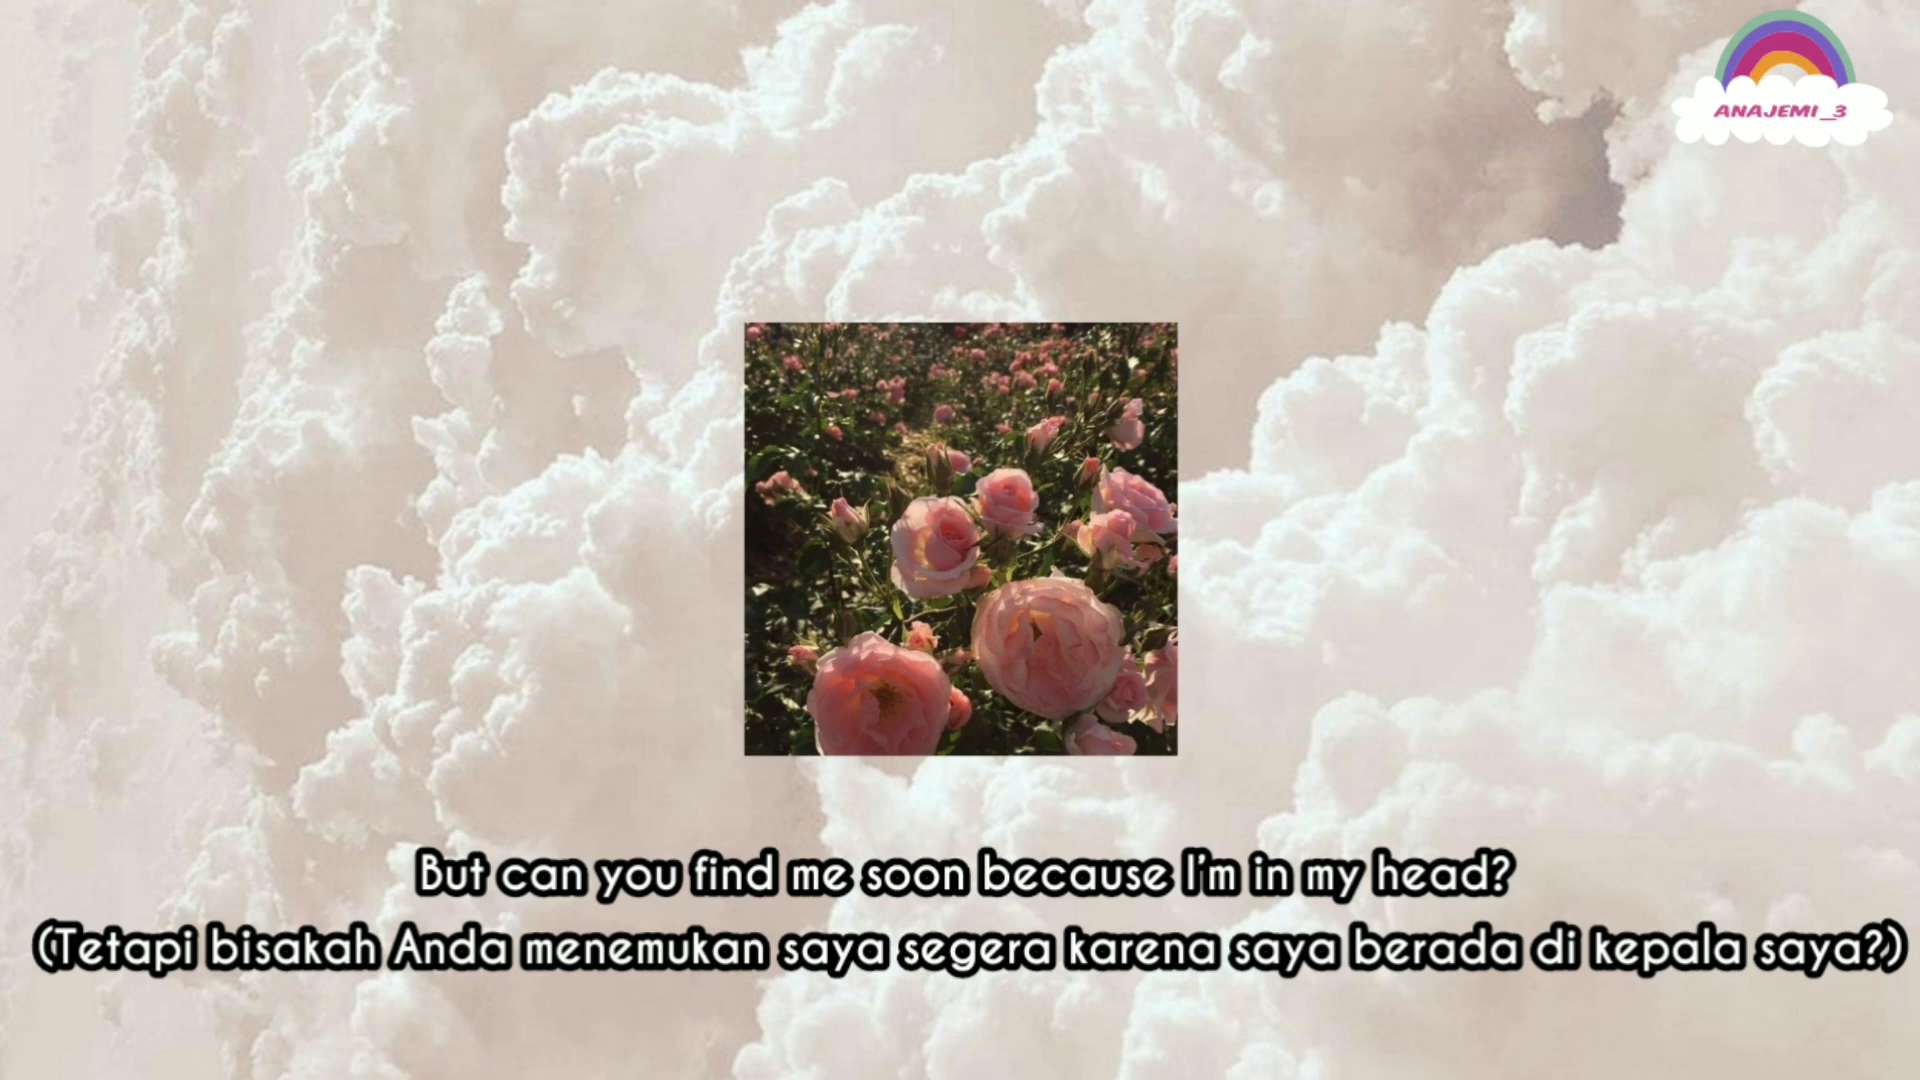 ANAJEMI_3
But can you find me soon because I'm in my head?
(Tetapi bisakah Anda menemukan saya segera karena saya berada di kepala saya?)